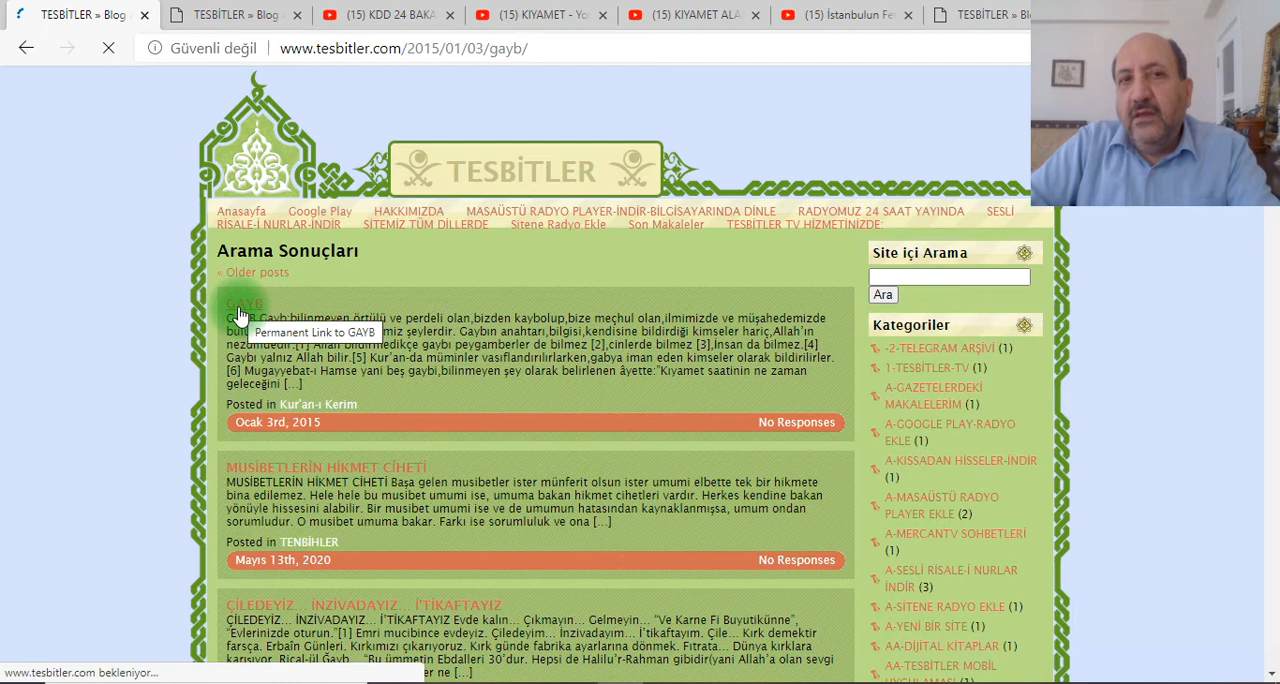 TESBİTLER » Blog
TESBİTLER » Blog
(15) KDD 24 BAKA
(15) KIYAMET - Yo
(15) KIYAMET ALA
(15) İstanbulun Fe
TESBİTLER » Bl
Güvenli değil
www.tesbitler.com/2015/01/03/gayb/
TESBİTLER
Anasayfa Google Play HAKKIMIZDA MASAÜSTÜ RADYO PLAYER-İNDİR-BİLGİSAYARINDA DİNLE RADYOMUZ 24 SAAT YAYINDA SESLİ
RİSALE-İ NURLAR-İNDİR SİTEMİZ TÜM DİLLERDE Sitene Radyo Ekle Son Makaleler TESBİTLER TV HİZMETİNİZDE:
Arama Sonuçları
« Older posts
GAYB
Gayb:bilinmeyen,örtülü ve perdeli olan,bizden kaybolup,bize meçhul olan,ilmimizde ve müşahedemizde
miz şeylerdir. Gaybın anahtarı,bilgisi,kendisine bildirdiği kimseler hariç,Allah’ın
Permanent Link to GAYB
nezdindedir.[1] Allah bildirmedikçe gaybı peygamberler de bilmez [2],cinlerde bilmez [3],İnsan da bilmez.[4]
Gaybı yalnız Allah bilir.[5] Kur’an-da müminler vasıflandırılırlarken,gabya iman eden kimseler olarak bildirilirler.
[6] Mugayyebat-ı Hamse yani beş gaybi,bilinmeyen şey olarak belirlenen âyette:”Kıyamet saatinin ne zaman
geleceğini [...]
Posted in Kur'an-ı Kerim
Ocak 3rd, 2015 No Responses
MUSİBETLERİN HİKMET CİHETİ
MUSİBETLERİN HİKMET CİHETİ Başa gelen musibetler ister münferit olsun ister umumi elbette tek bir hikmete
bina edilemez. Hele hele bu musibet umumi ise, umuma bakan hikmet cihetleri vardır. Herkes kendine bakan
yönüyle hissesini alabilir. Bir musibet umumi ise ve de umumun hatasından kaynaklanmışsa, umum ondan
sorumludur. O musibet umuma bakar. Farkı ise sorumluluk ve ona [...]
Posted in TENBİHLER
Mayıs 13th, 2020 No Responses
ÇİLEDEYİZ... İNZİVADAYIZ... İ’TİKAFTAYIZ
ÇİLEDEYİZ... İNZİVADAYIZ... İ’TİKAFTAYIZ Evde kalın... Çıkmayın... Gelmeyin... “Ve Karne Fi Buyutikünne”,
“Evlerinizde oturun.”[1] Emri mucibince evdeyiz. Çiledeyim. İnzivadayım. İ’tikaftayım. Çile... Kırk demektir
farsça. Erbaîn Günleri. Kırkımızı çıkarıyoruz. Kırk günde fabrika ayarlarına dönmek. Fıtrata... Dünya kırklara
karışıyor. Rical-ül Ğayb... “Bu ümmetin Ebdalleri 30’dur. Hepsi de Halilu’r-Rahman gibidir(yani Allah’a olan sevgi
ler ne [...]
Site içi Arama
Ara
Kategoriler
-2-TELEGRAM ARŞİVİ (1)
1-TESBİTLER-TV (1)
A-GAZETELERDEKİ
MAKALELERİM (1)
A-GOOGLE PLAY-RADYO
EKLE (1)
A-KISSADAN HİSSELER-İNDİR
(1)
A-MASAÜSTÜ RADYO
PLAYER EKLE (2)
A-MERCANTV SOHBETLERİ
(1)
A-SESLİ RİSALE-İ NURLAR
İNDİR (3)
A-SİTENE RADYO EKLE (1)
A-YENİ BİR SİTE (1)
AA-DİJİTAL KİTAPLAR (1)
AA-TESBİTLER MOBİL
UYGULAMASI
www.tesbitler.com bekleniyor...